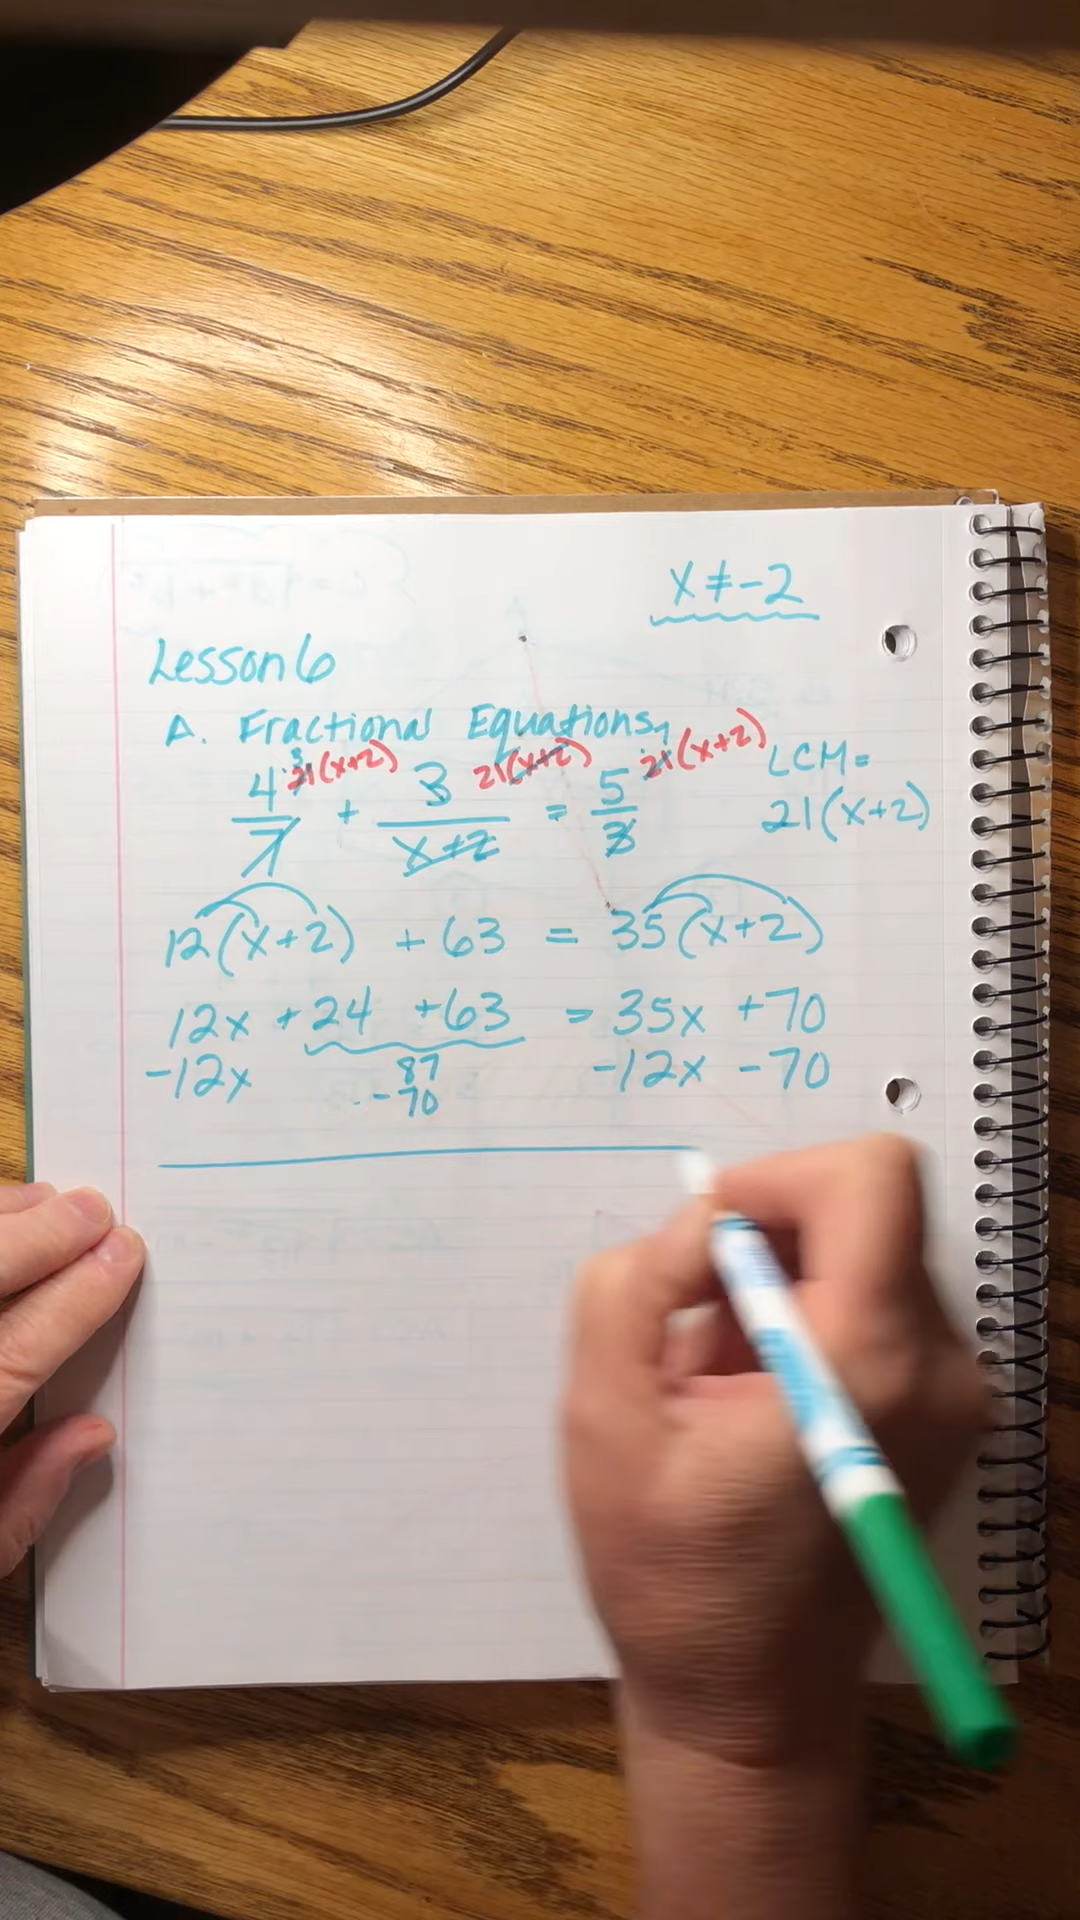 x ≠ -2
Lesson 6
A. Fractional Equations
4/7 3 21(x+2) + 3/(x+2) 21(x+2) = 5/3 21(x+2)
LCM =
21(x+2)
12(x+2) + 63 = 35(x+2)
12x + 24 + 63 = 35x + 70
-12x 87 -12x -70
-70